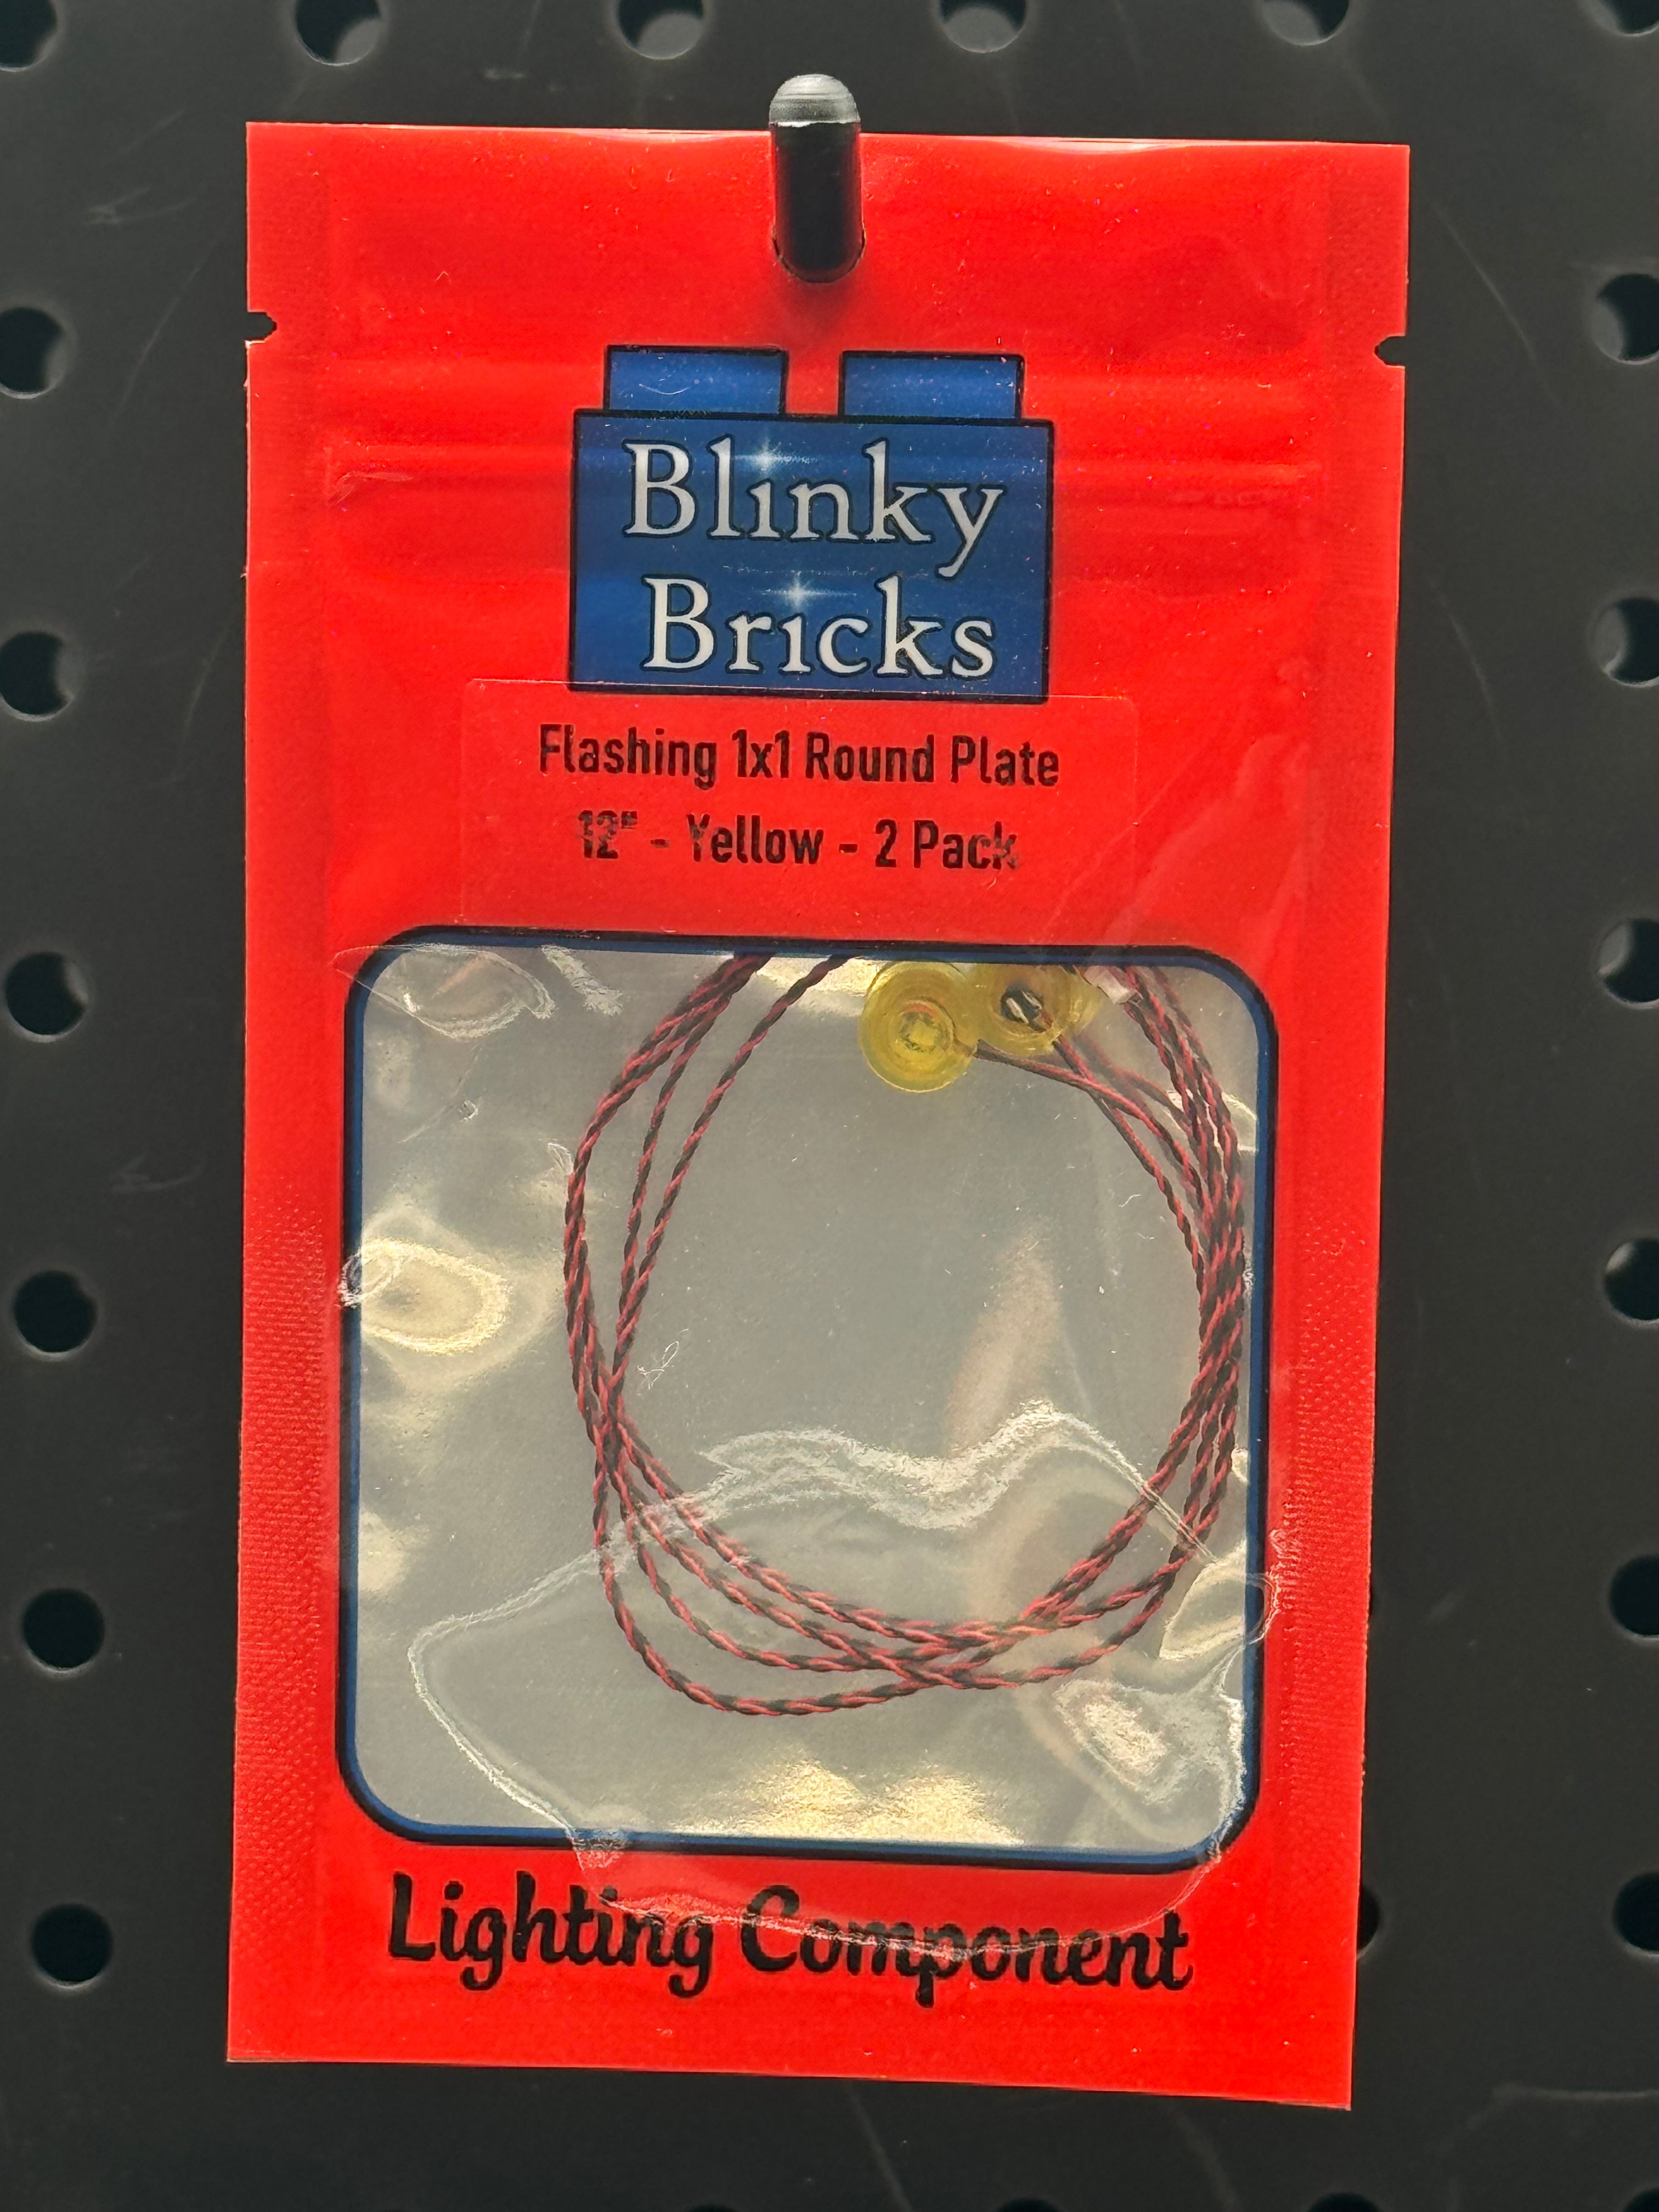 Blinky
Bricks
Flashing 1x1 Round Plate
12" - Yellow - 2 Pack
Lighting Component